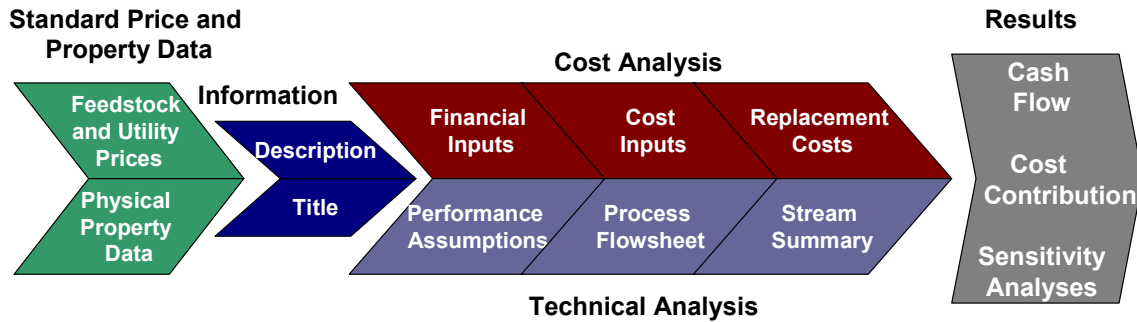 Standard Price and
Property Data
Feedstock
and Utility
Prices
Physical
Property
Data
Information
Description
Title
Cost Analysis
Financial
Inputs
Cost
Inputs
Replacement
Costs
Performance
Assumptions
Process
Flowsheet
Stream
Summary
Technical Analysis
Results
Cash
Flow
Cost
Contribution
Sensitivity
Analyses